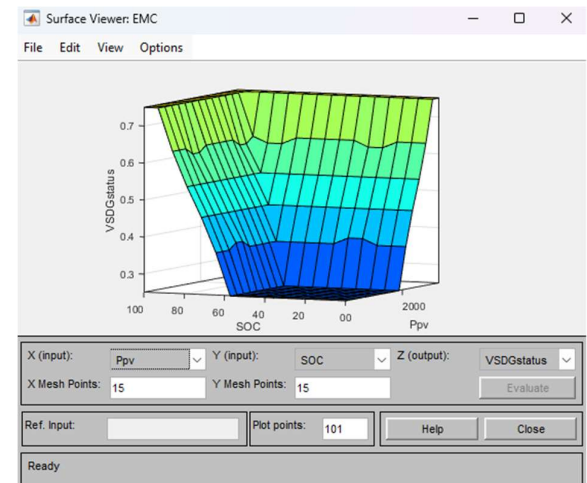 Surface Viewer: EMC
File Edit View Options
0.7
0.6
0.5
0.4
0.3
VSDGstatus
100 80 60 40 20 00 2000
SOC Ppv
X (input): Ppv Y (input): SOC Z (output): VSDGstatus
X Mesh Points: 15 Y Mesh Points: 15 Evaluate
Ref. Input: Plot points: 101 Help Close
Ready